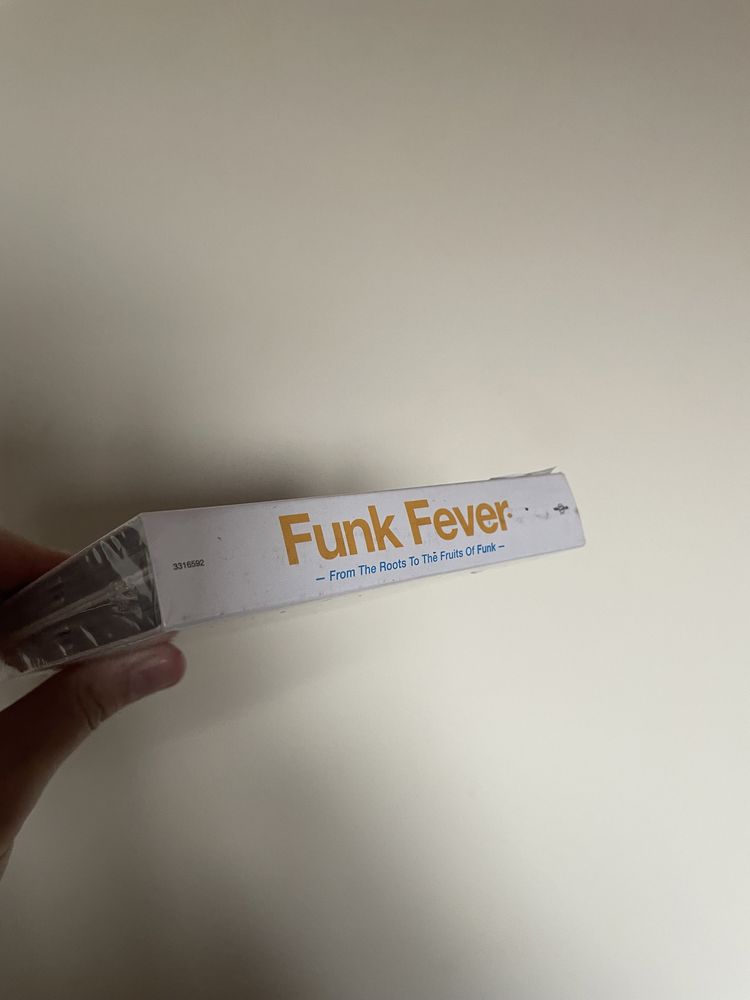 3316592
Funk Fever
– From The Roots To The Fruits Of Funk –